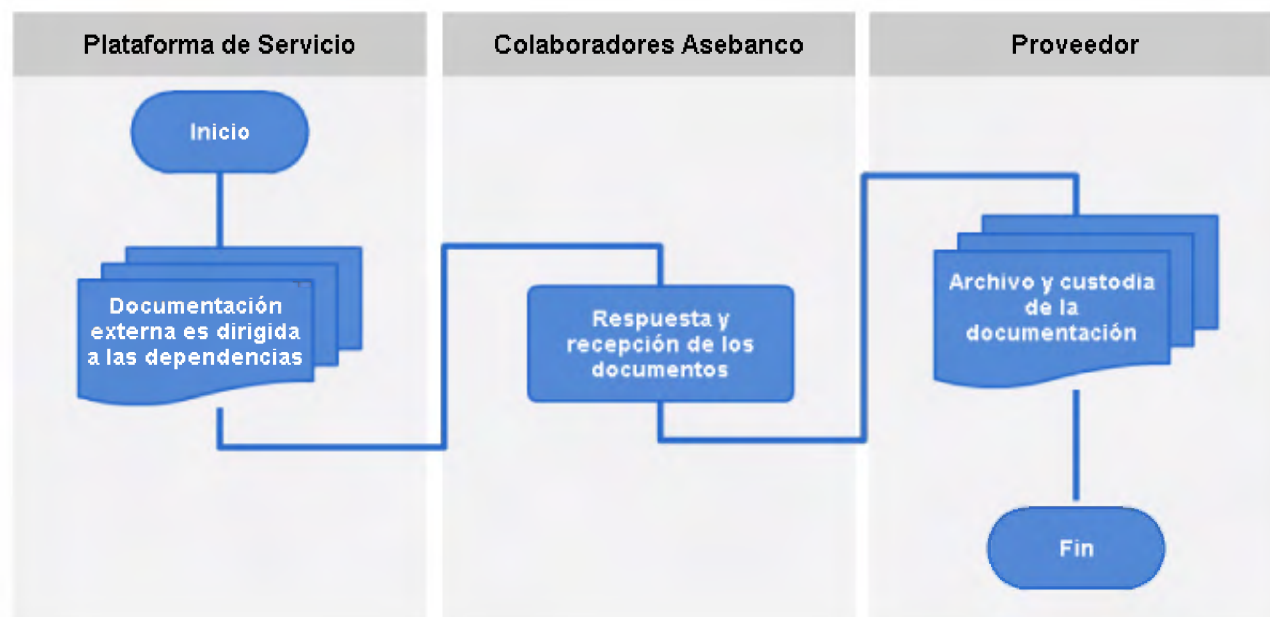 Plataforma de Servicio
Colaboradores Asebanco
Proveedor
Inicio
Documentación
externa es dirigida
a las dependencias
Respuesta y
recepción de los
documentos
Archivo y custodia
de la
documentación
Fin